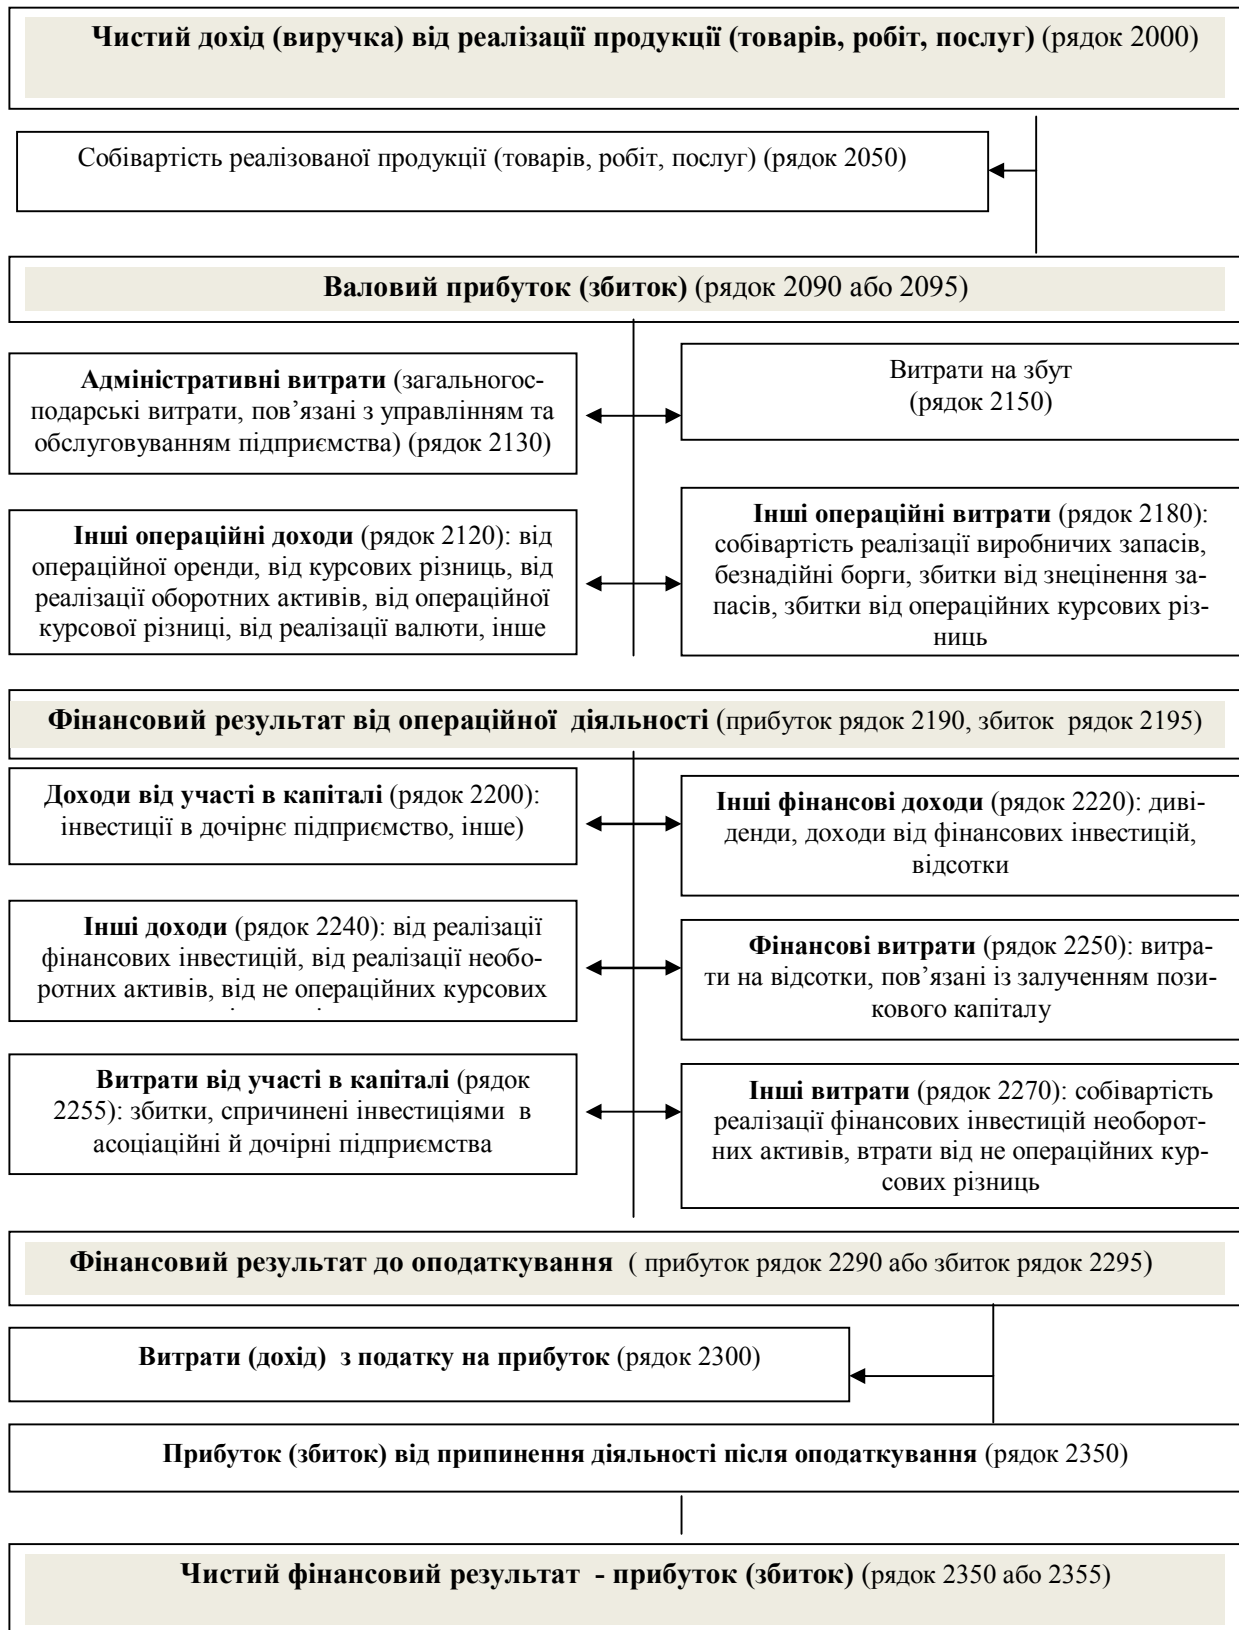 Чистий дохід (виручка) від реалізації продукції (товарів, робіт, послуг) (рядок 2000)
Собівартість реалізованої продукції (товарів, робіт, послуг) (рядок 2050)
Валовий прибуток (збиток) (рядок 2090 або 2095)
Адміністративні витрати (загальногос-
подарські витрати, пов’язані з управлінням та
обслуговуванням підприємства) (рядок 2130)
Витрати на збут
(рядок 2150)
Інші операційні доходи (рядок 2120): від
операційної оренди, від курсових різниць, від
реалізації оборотних активів, від операційної
курсової різниці, від реалізації валюти, інше
Інші операційні витрати (рядок 2180):
собівартість реалізації виробничих запасів,
безнадійні борги, збитки від знецінення за-
пасів, збитки від операційних курсових різ-
ниць
Фінансовий результат від операційної діяльності (прибуток рядок 2190, збиток рядок 2195)
Доходи від участі в капіталі (рядок 2200):
інвестиції в дочірнє підприємство, інше)
Інші фінансові доходи (рядок 2220): диві-
денди, доходи від фінансових інвестицій,
відсотки
Інші доходи (рядок 2240): від реалізації
фінансових інвестицій, від реалізації необо-
ротних активів, від не операційних курсових
Фінансові витрати (рядок 2250): витра-
ти на відсотки, пов’язані із залученням пози-
кового капіталу
Витрати від участі в капіталі (рядок
2255): збитки, спричинені інвестиціями в
асоціаційні й дочірні підприємства
Інші витрати (рядок 2270): собівартість
реалізації фінансових інвестицій необорот-
них активів, втрати від не операційних кур-
сових різниць
Фінансовий результат до оподаткування ( прибуток рядок 2290 або збиток рядок 2295)
Витрати (дохід) з податку на прибуток (рядок 2300)
Прибуток (збиток) від припинення діяльності після оподаткування (рядок 2350)
Чистий фінансовий результат - прибуток (збиток) (рядок 2350 або 2355)